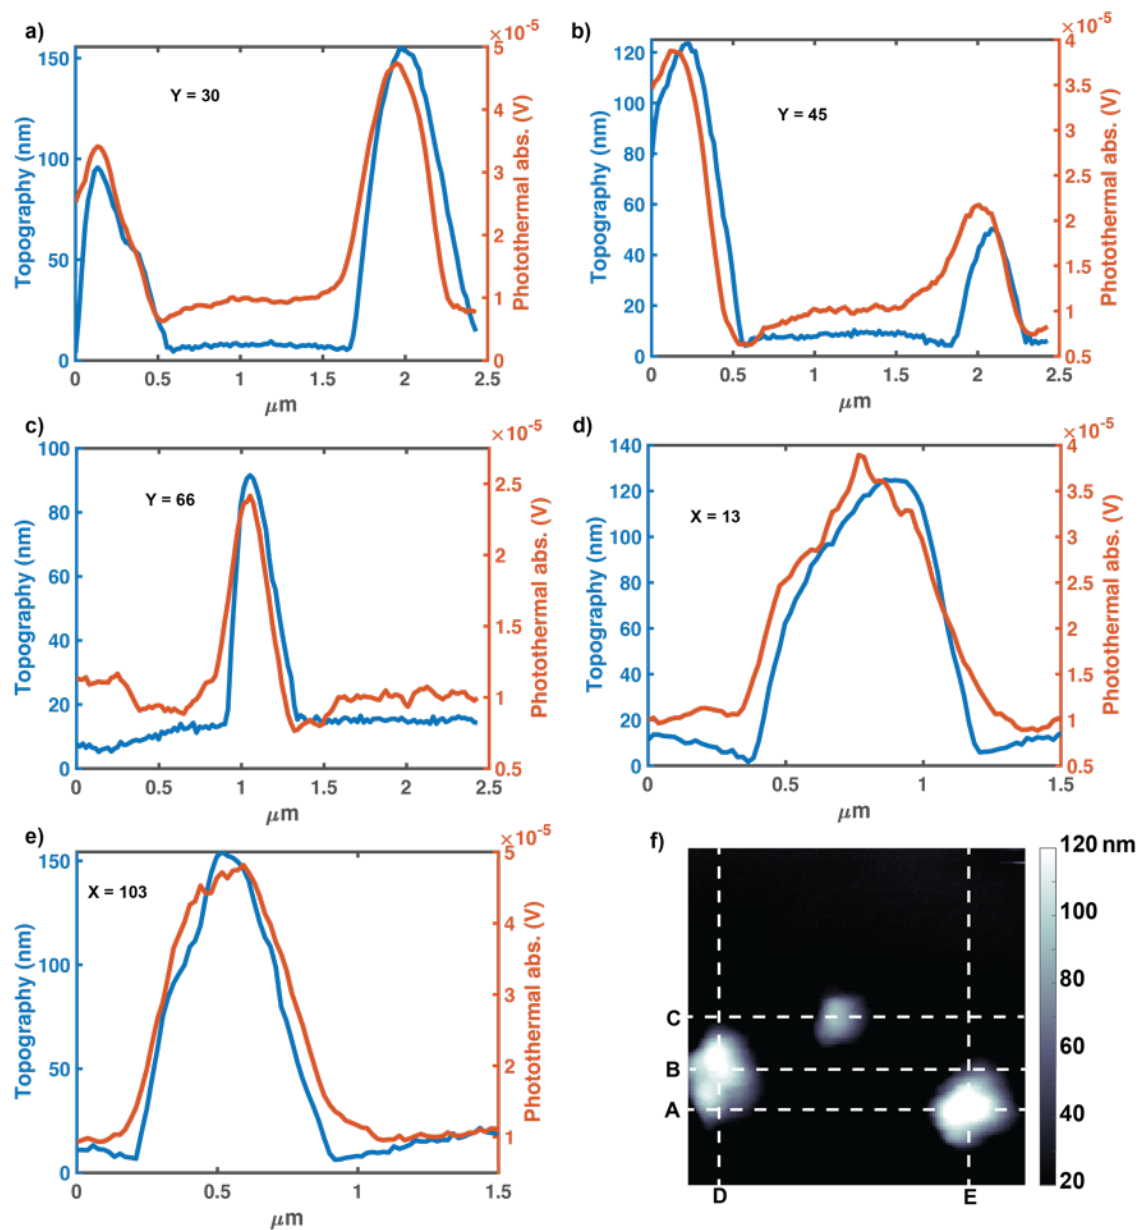 a)
×10⁻⁵
150
100
50
0
5
4
3
2
1
0
Y = 30
Topography (nm)
Photothermal abs. (V)
0 0.5 1 1.5 2 2.5
μm
b)
×10⁻⁵
120
100
80
60
40
20
0
4
3.5
3
2.5
2
1.5
1
0.5
Y = 45
Topography (nm)
Photothermal abs. (V)
0 0.5 1 1.5 2 2.5
μm
c)
×10⁻⁵
100
80
60
40
20
0
2.5
2
1.5
1
0.5
Y = 66
Topography (nm)
Photothermal abs. (V)
0 0.5 1 1.5 2 2.5
μm
d)
×10⁻⁵
140
120
100
80
60
40
20
0
4
3.5
3
2.5
2
1.5
1
0.5
X = 13
Topography (nm)
Photothermal abs. (V)
0 0.5 1 1.5
μm
e)
×10⁻⁵
150
100
50
0
5
4
3
2
1
X = 103
Topography (nm)
Photothermal abs. (V)
0 0.5 1 1.5
μm
f)
120 nm
100
80
60
40
20
C
B
A
D E